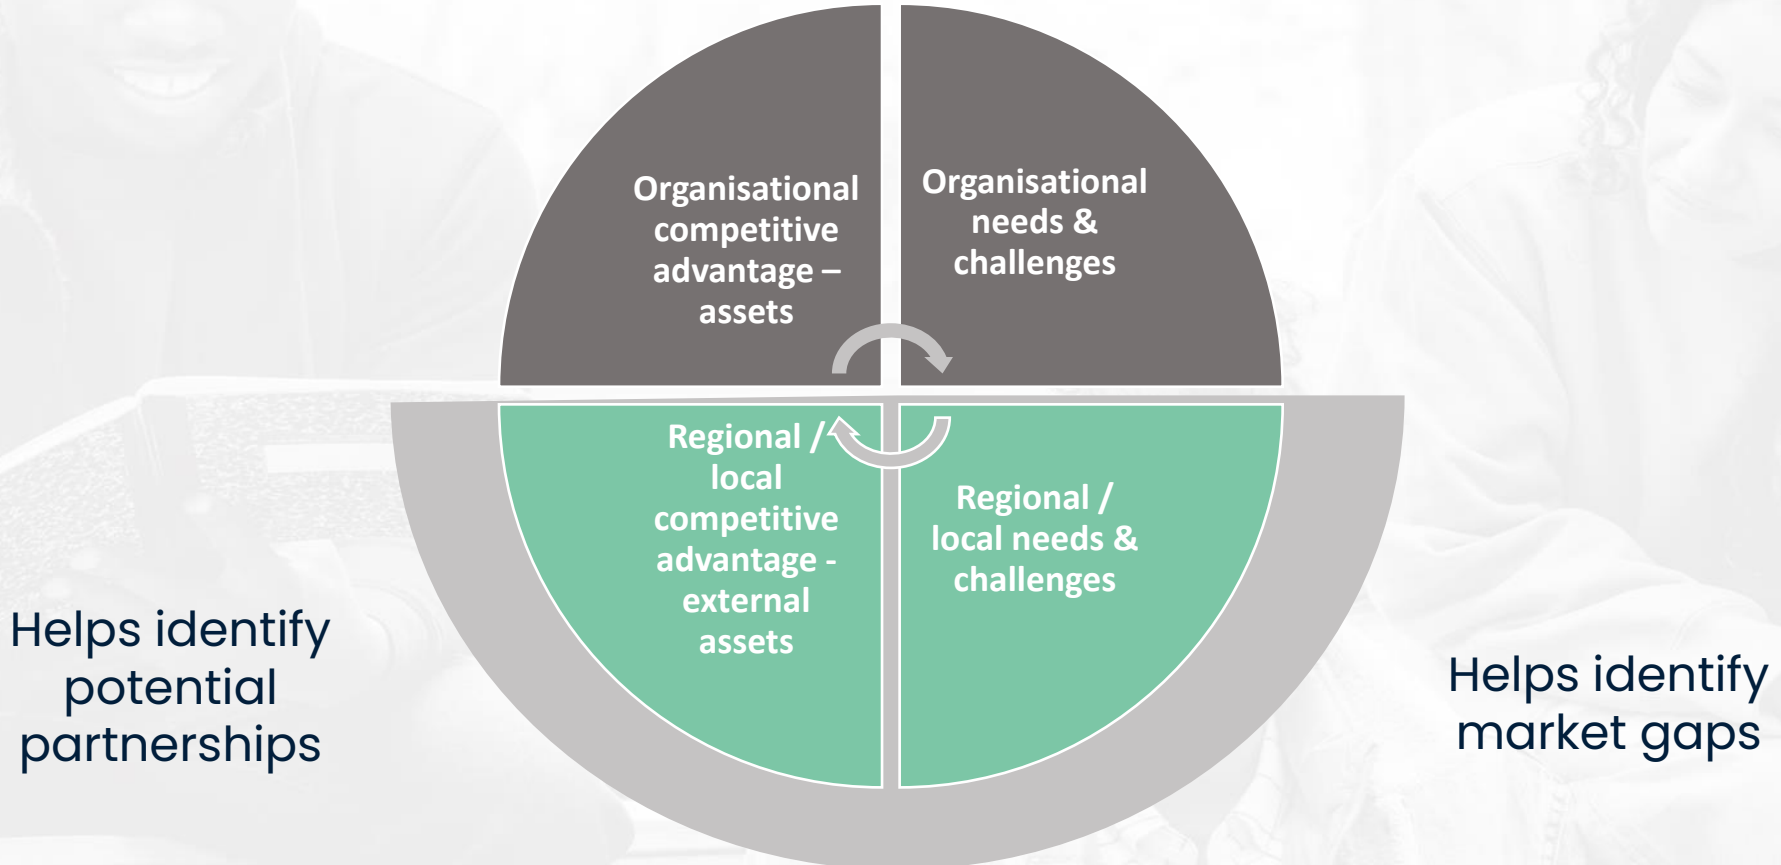 Organisational
competitive
advantage –
assets
Organisational
needs &
challenges
Regional /
local
competitive
advantage -
external
assets
Regional /
local needs &
challenges
Helps identify
potential
partnerships
Helps identify
market gaps